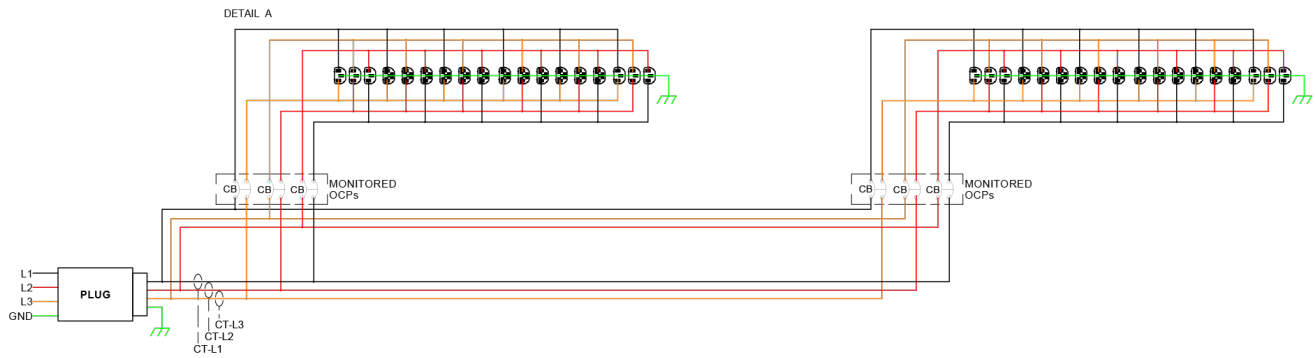 DETAIL A
CB
CB
CB
MONITORED
OCPs
CB
CB
CB
MONITORED
OCPs
L1
L2
L3
GND
PLUG
CT-L3
CT-L2
CT-L1